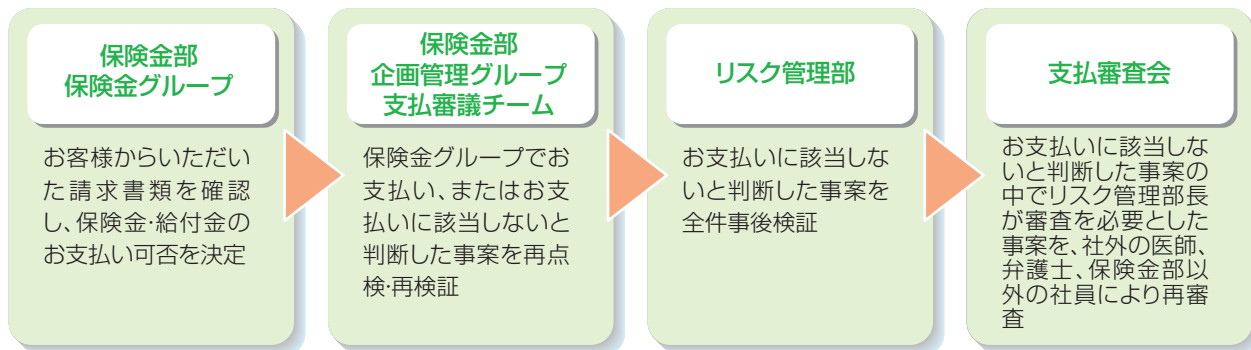 保険金部
保険金グループ
お客様からいただい
た請求書類を確認
し、保険金・給付金の
お支払い可否を決定
保険金部
企画管理グループ
支払審議チーム
保険金グループでお
支払い、またはお支
払いに該当しないと
判断した事案を再点
検・再検証
リスク管理部
お支払いに該当しな
いと判断した事案を
全件事後検証
支払審査会
お支払いに該当しな
いと判断した事案の
中でリスク管理部長
が審査を必要とした
事案を、社外の医師、
弁護士、保険金部以
外の社員により再審
査